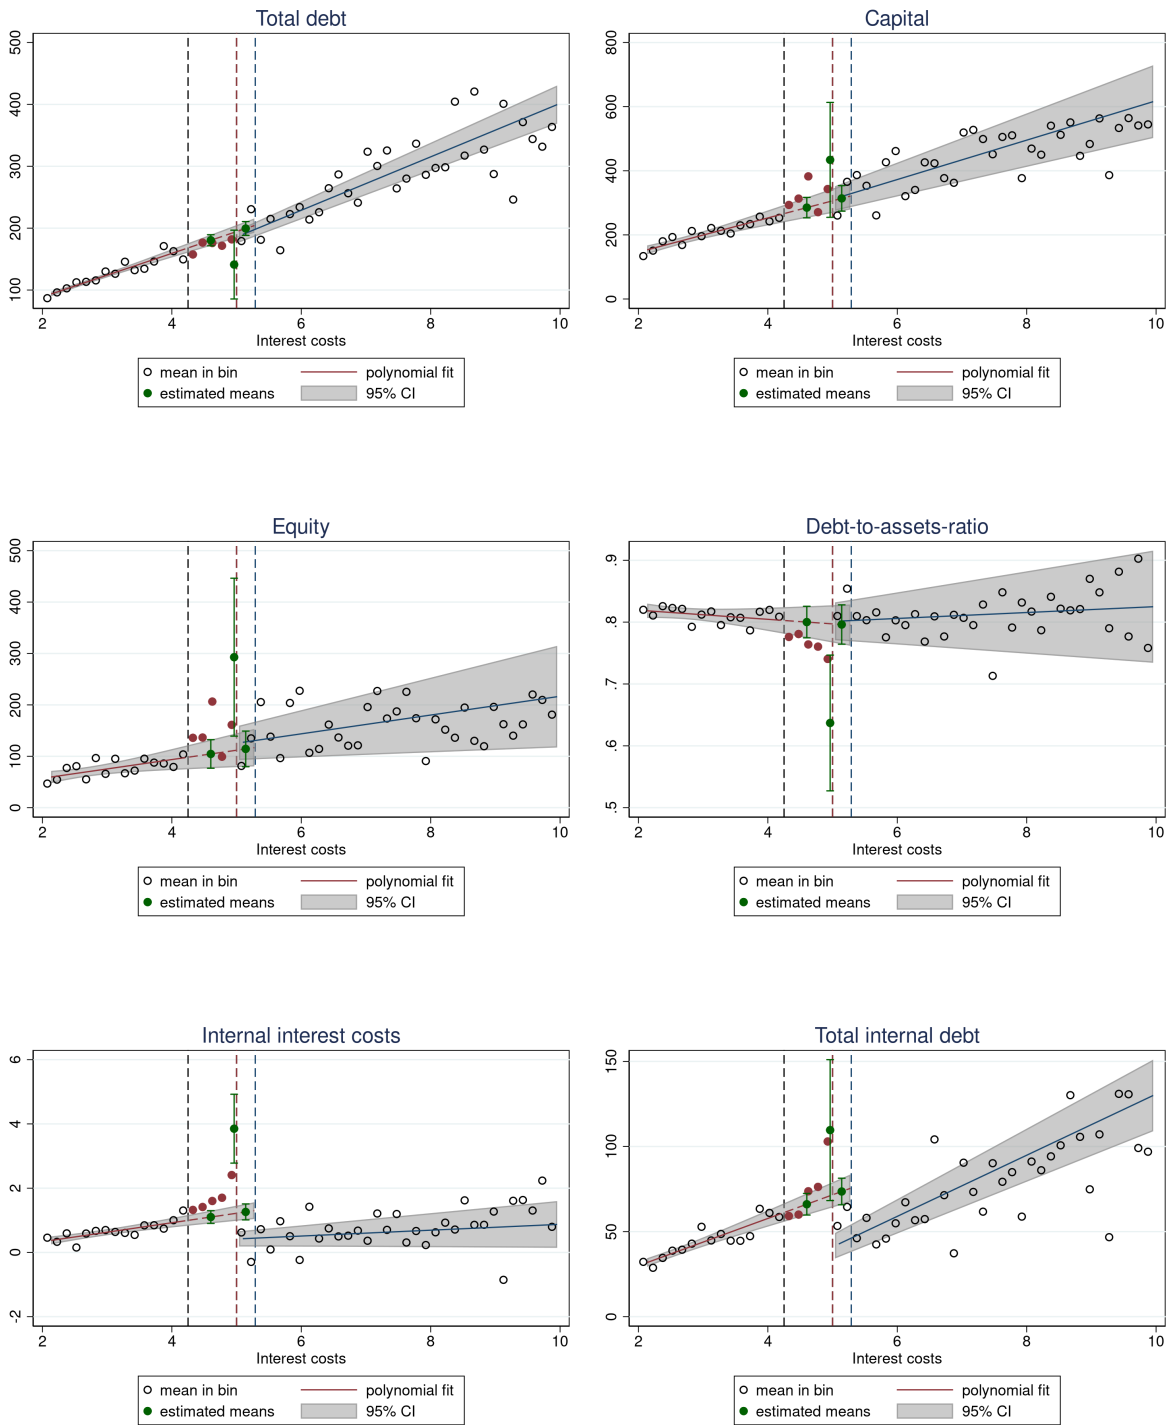 Total debt
500
400
300
200
100
2 4 6 8 10
Interest costs
mean in bin polynomial fit
estimated means 95% CI
Capital
800
600
400
200
0
2 4 6 8 10
Interest costs
mean in bin polynomial fit
estimated means 95% CI
Equity
500
400
300
200
100
0
2 4 6 8 10
Interest costs
mean in bin polynomial fit
estimated means 95% CI
Debt-to-assets-ratio
.9
.8
.7
.6
.5
2 4 6 8 10
Interest costs
mean in bin polynomial fit
estimated means 95% CI
Internal interest costs
6
4
2
0
-2
2 4 6 8 10
Interest costs
mean in bin polynomial fit
estimated means 95% CI
Total internal debt
150
100
50
0
2 4 6 8 10
Interest costs
mean in bin polynomial fit
estimated means 95% CI